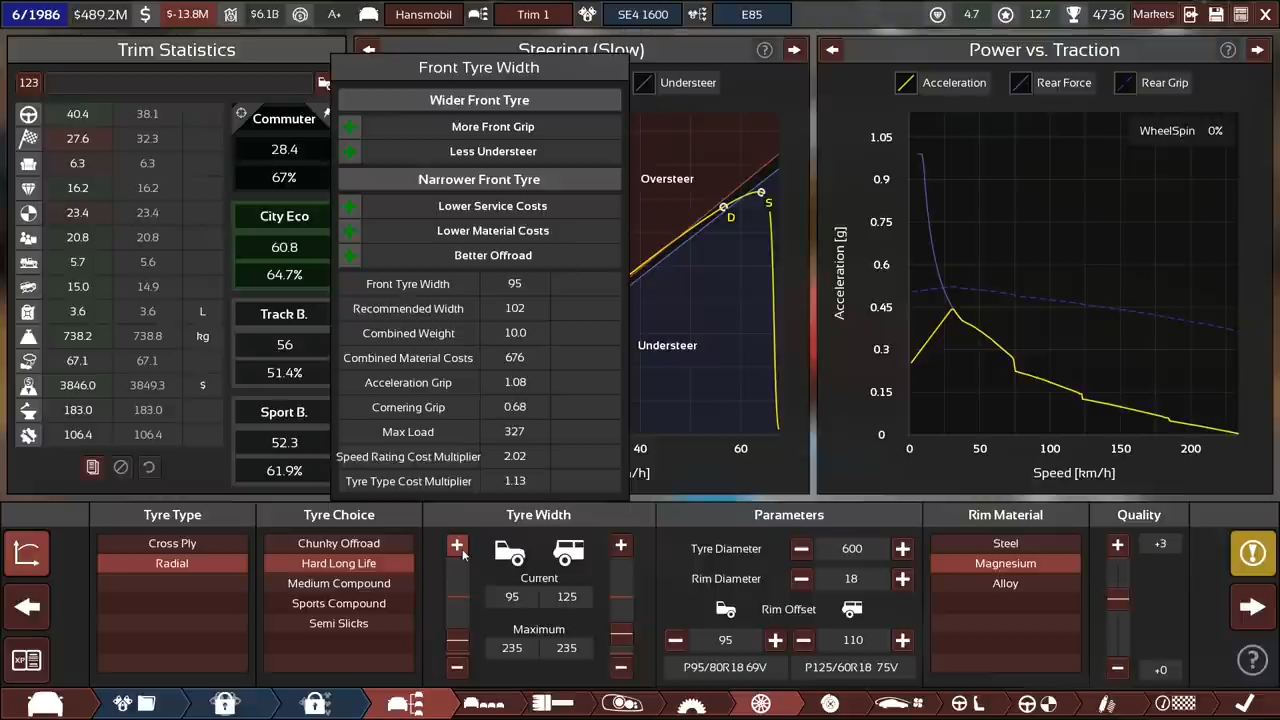 6/1986 $489.2M $ $-13.8M $6.1B A+ Hansmobil Trim 1 SE4 1600 E85 4.7 12.7 4736 Markets X
Trim Statistics
123
40.4 38.1
27.6 32.3
6.3 6.3
16.2 16.2
23.4 23.4
20.8 20.8
5.7 5.6
15.0 14.9
3.6 3.6 L
738.2 738.8 kg
67.1 67.1
3846.0 3849.3 $
183.0 183.0
106.4 106.4
Commuter
28.4
67%
City Eco
60.8
64.7%
Track B.
56
51.4%
Sport B.
52.3
61.9%
Front Tyre Width
Wider Front Tyre
More Front Grip
Less Understeer
Narrower Front Tyre
Lower Service Costs
Lower Material Costs
Better Offroad
Front Tyre Width 95
Recommended Width 102
Combined Weight 10.0
Combined Material Costs 676
Acceleration Grip 1.08
Cornering Grip 0.68
Max Load 327
Speed Rating Cost Multiplier 2.02
Tyre Type Cost Multiplier 1.13
Steering (Slow) ?
Understeer
Oversteer
D
S
Understeer
40 60
/h]
Power vs. Traction ?
Acceleration Rear Force Rear Grip
WheelSpin 0%
Acceleration [g]
1.05
0.9
0.75
0.6
0.45
0.3
0.15
0
0 50 100 150 200
Speed [km/h]
Tyre Type
Cross Ply
Radial
Tyre Choice
Chunky Offroad
Hard Long Life
Medium Compound
Sports Compound
Semi Slicks
Tyre Width
Current
95 125
Maximum
235 235
Parameters
Tyre Diameter 600
Rim Diameter 18
Rim Offset
95 110
P95/80R18 69V P125/60R18 75V
Rim Material
Steel
Magnesium
Alloy
Quality
+3
+0
XP
?